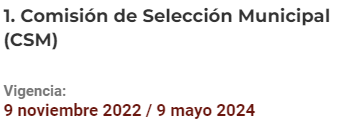 1. Comisión de Selección Municipal
(CSM)
Vigencia:
9 noviembre 2022 / 9 mayo 2024